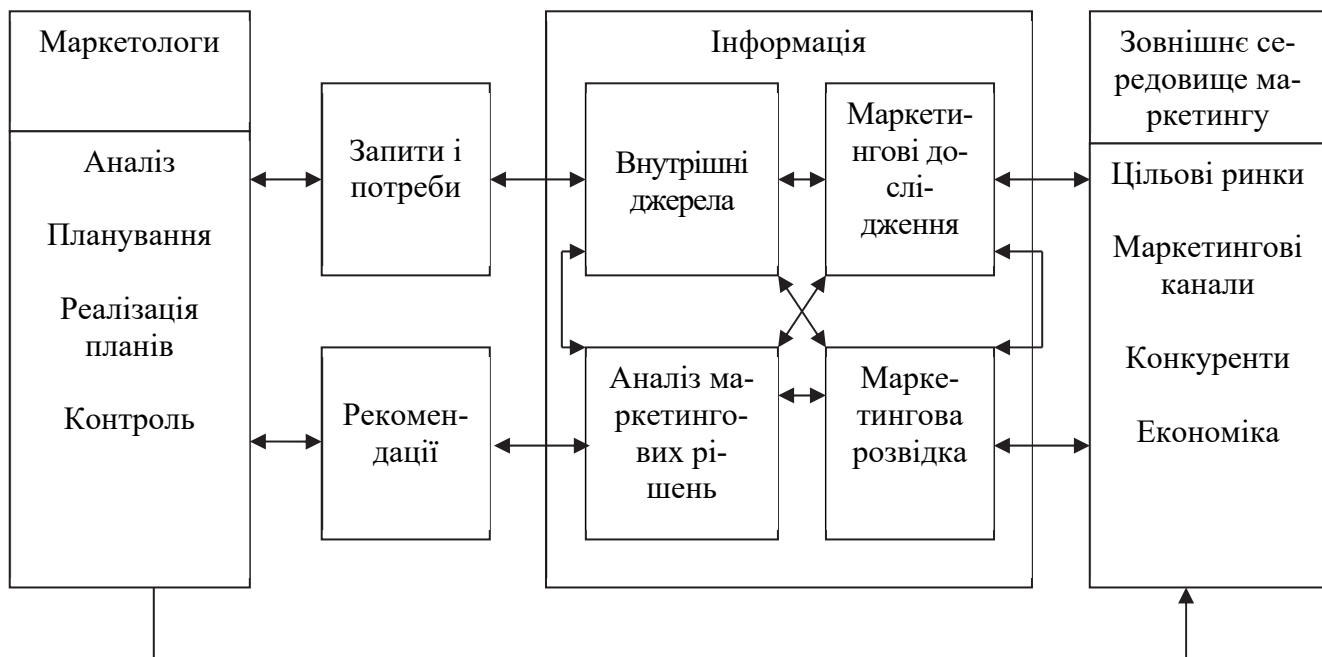 Маркетологи
Аналіз
Планування
Реалізація
планів
Контроль
Запити і
потреби
Рекомен-
дації
Інформація
Внутрішні
джерела
Маркети-
нгові до-
слі-
дження
Аналіз ма-
ркетинго-
вих рі-
шень
Марке-
тингова
розвідка
Зовнішнє се-
редовище ма-
ркетингу
Цільові ринки
Маркетингові
канали
Конкуренти
Економіка